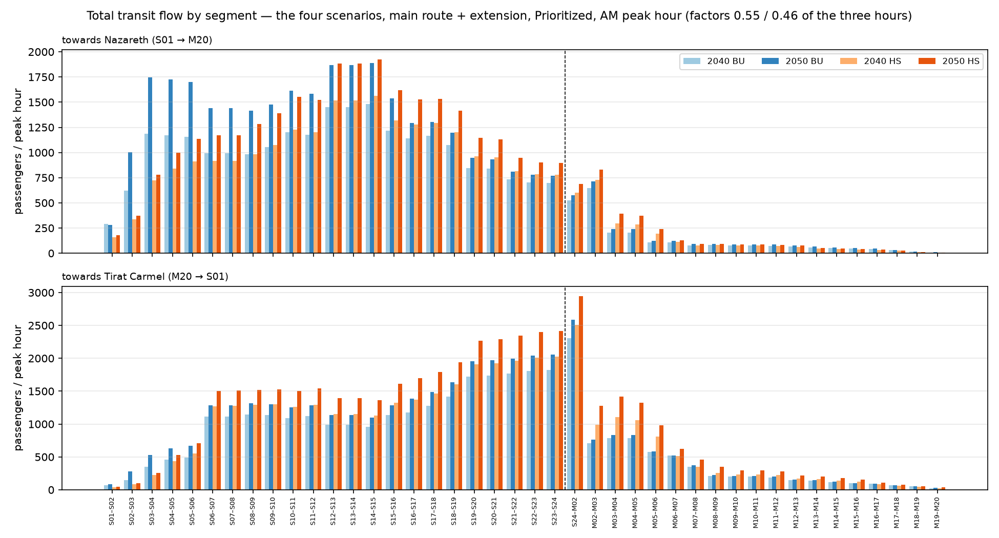 Total transit flow by segment — the four scenarios, main route + extension, Prioritized, AM peak hour (factors 0.55 / 0.46 of the three hours)
towards Nazareth (S01 → M20)
passengers / peak hour
2000
1750
1500
1250
1000
750
500
250
0
2040 BU
2050 BU
2040 HS
2050 HS
towards Tirat Carmel (M20 → S01)
passengers / peak hour
3000
2500
2000
1500
1000
500
0
S01–S02
S02–S03
S03–S04
S04–S05
S05–S06
S06–S07
S07–S08
S08–S09
S09–S10
S10–S11
S11–S12
S12–S13
S13–S14
S14–S15
S15–S16
S16–S17
S17–S18
S18–S19
S19–S20
S20–S21
S21–S22
S22–S23
S23–S24
S24–M02
M02–M03
M03–M04
M04–M05
M05–M06
M06–M07
M07–M08
M08–M09
M09–M10
M10–M11
M11–M12
M12–M13
M13–M14
M14–M15
M15–M16
M16–M17
M17–M18
M18–M19
M19–M20